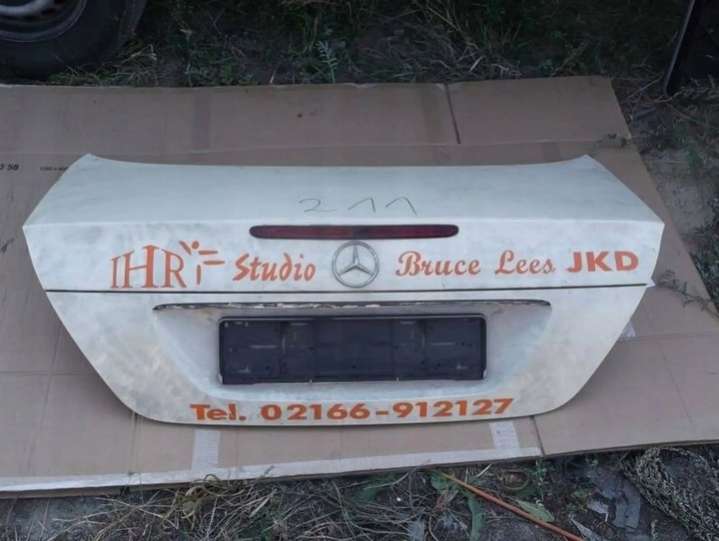 211
IHR F Studio Bruce Lees JKD
Tel. 02166-912127